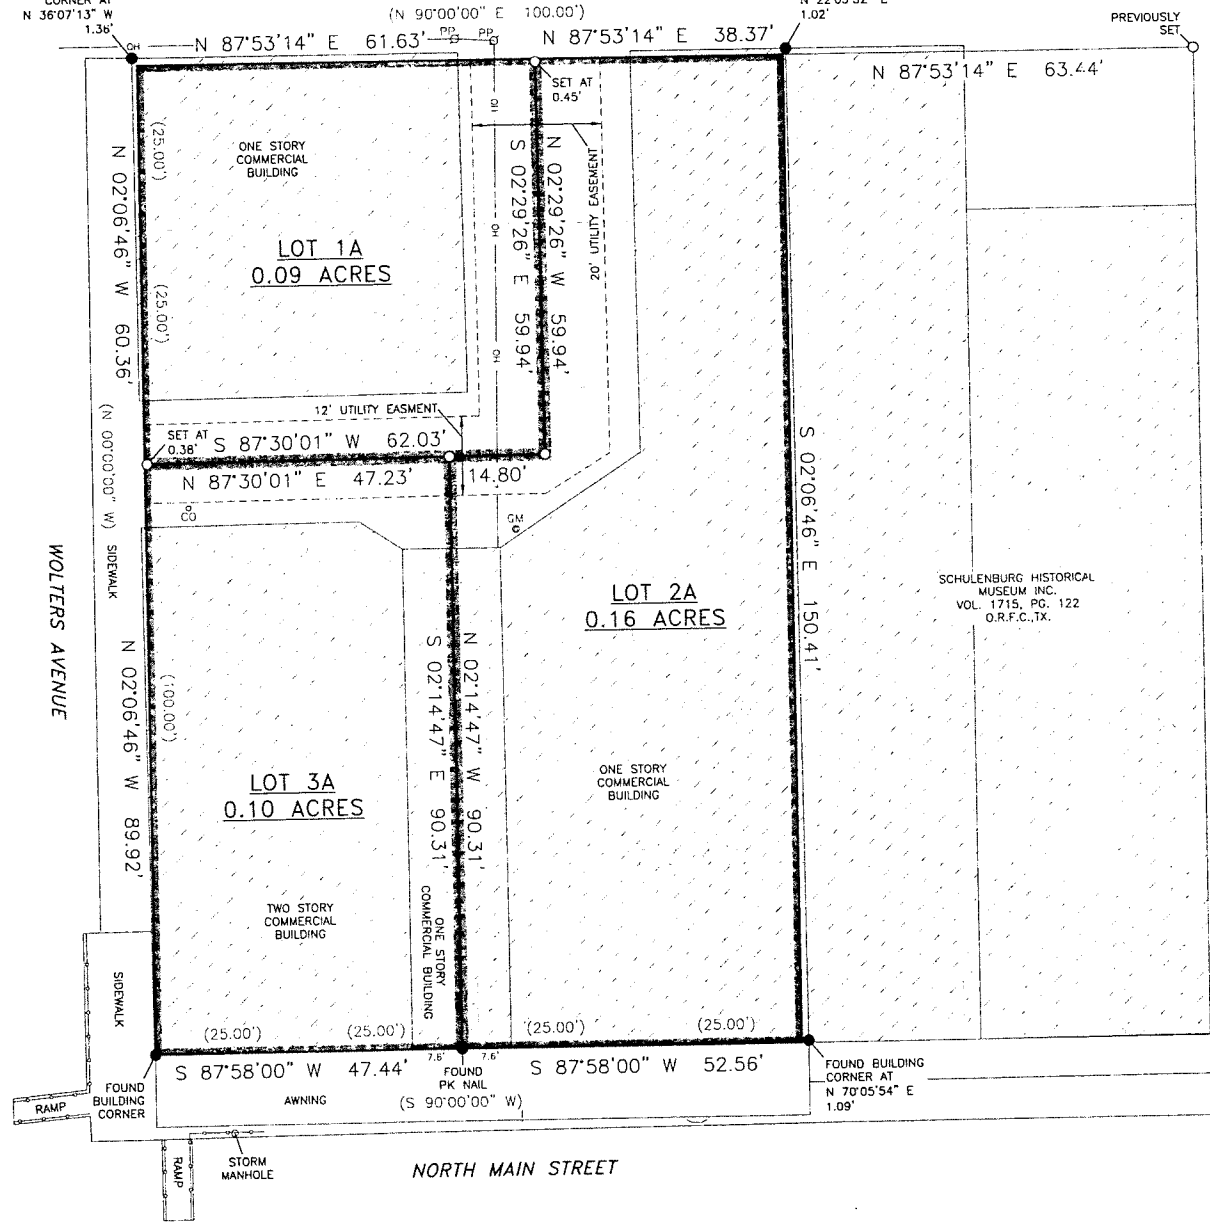 CORNER AT
N 36°07'13" W
1.36'
(N 90°00'00" E 100.00')
1.02'
PREVIOUSLY
SET
OH
N 87°53'14" E 61.63'
PP
PP
N 87°53'14" E 38.37'
N 87°53'14" E 63.44'
SET AT
0.45'
ONE STORY
COMMERCIAL
BUILDING
(25.00')
N 02°06'46" W 60.36'
(25.00')
LOT 1A
0.09 ACRES
S 02°29'26" E 59.94'
N 02°29'26" W 59.94'
20' UTILITY EASEMENT
OH
OH
12' UTILITY EASMENT
SET AT
0.38'
S 87°30'01" W 62.03'
N 87°30'01" E 47.23'
14.80'
(N 00°00'00" W)
CO
GM
SIDEWALK
WOLTERS AVENUE
S 02°06'46" E 150.41'
LOT 2A
0.16 ACRES
SCHULENBURG HISTORICAL
MUSEUM INC.
VOL. 1715, PG. 122
O.R.F.C.,TX.
N 02°06'46" W 89.92'
(100.00')
S 02°14'47" E 90.31'
N 02°14'47" W 90.31'
LOT 3A
0.10 ACRES
ONE STORY
COMMERCIAL
BUILDING
TWO STORY
COMMERCIAL
BUILDING
ONE STORY
COMMERCIAL BUILDING
SIDEWALK
(25.00')
(25.00')
(25.00')
(25.00')
7.6'
7.6'
S 87°58'00" W 47.44'
FOUND
PK NAIL
S 87°58'00" W 52.56'
FOUND BUILDING
CORNER AT
N 70°05'54" E
1.09'
FOUND
BUILDING
CORNER
AWNING
(S 90°00'00" W)
RAMP
RAMP
STORM
MANHOLE
NORTH MAIN STREET